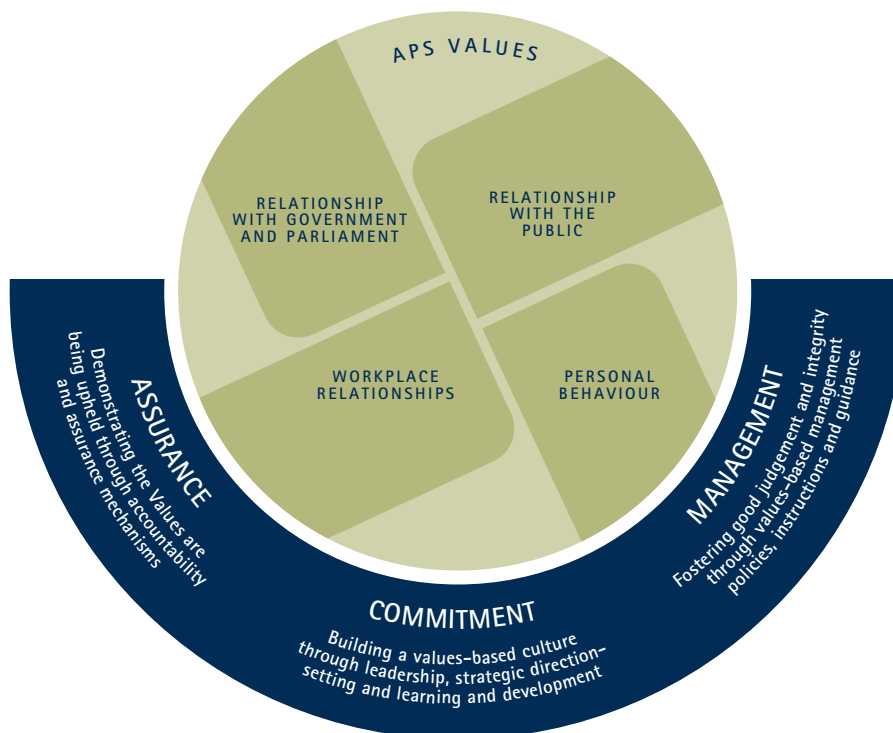 APS VALUES
RELATIONSHIP
WITH GOVERNMENT
AND PARLIAMENT
RELATIONSHIP
WITH THE
PUBLIC
WORKPLACE
RELATIONSHIPS
PERSONAL
BEHAVIOUR
ASSURANCE
Demonstrating the Values are
being upheld through accountability
and assurance mechanisms
COMMITMENT
Building a values-based culture
through leadership, strategic direction-
setting and learning and development
MANAGEMENT
Fostering good judgement and integrity
through values-based management
policies, instructions and guidance